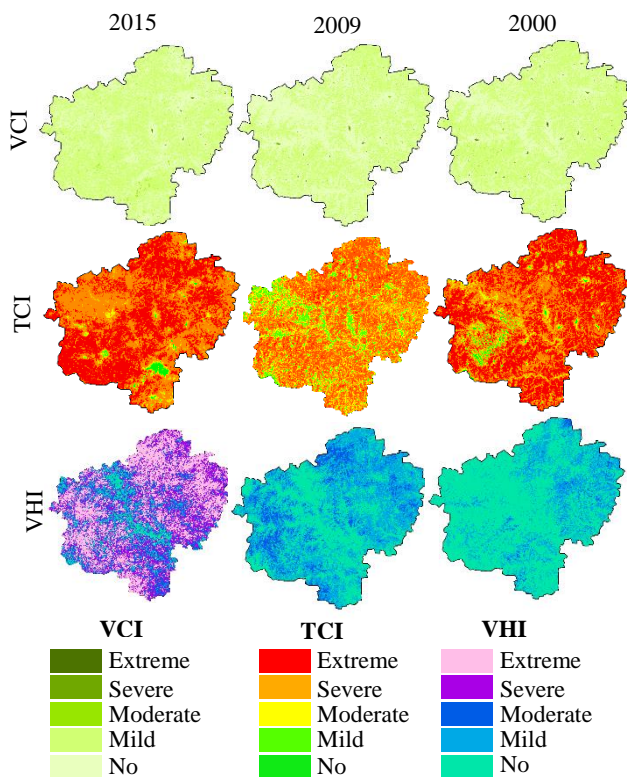 2015 2009 2000
VCI
TCI
VHI
VCI TCI VHI
Extreme Extreme Extreme
Severe Severe Severe
Moderate Moderate Moderate
Mild Mild Mild
No No No